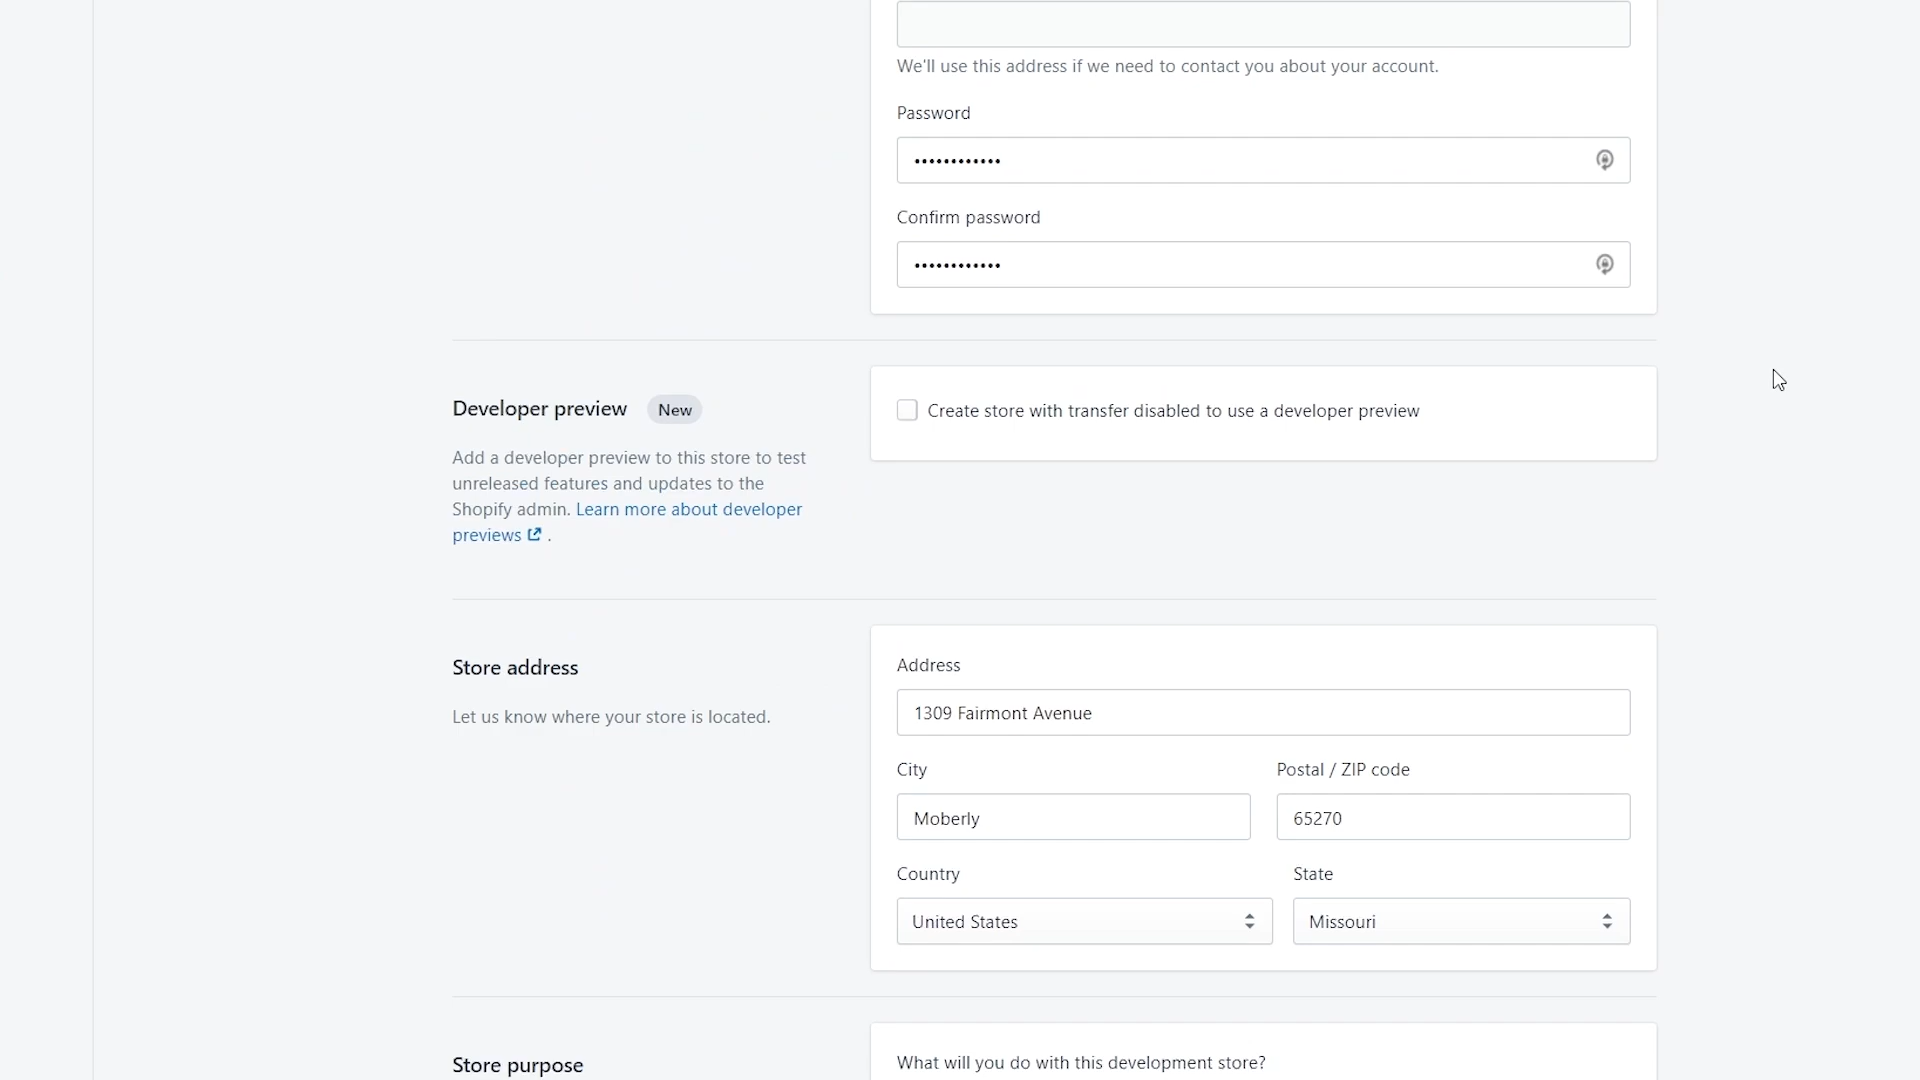 We'll use this address if we need to contact you about your account.
Password
••••••••••••
Confirm password
••••••••••••
Developer preview New
Create store with transfer disabled to use a developer preview
Add a developer preview to this store to test
unreleased features and updates to the
Shopify admin. Learn more about developer
previews .
Store address
Let us know where your store is located.
Address
1309 Fairmont Avenue
City
Postal / ZIP code
Moberly
65270
Country
State
United States
Missouri
Store purpose
What will you do with this development store?